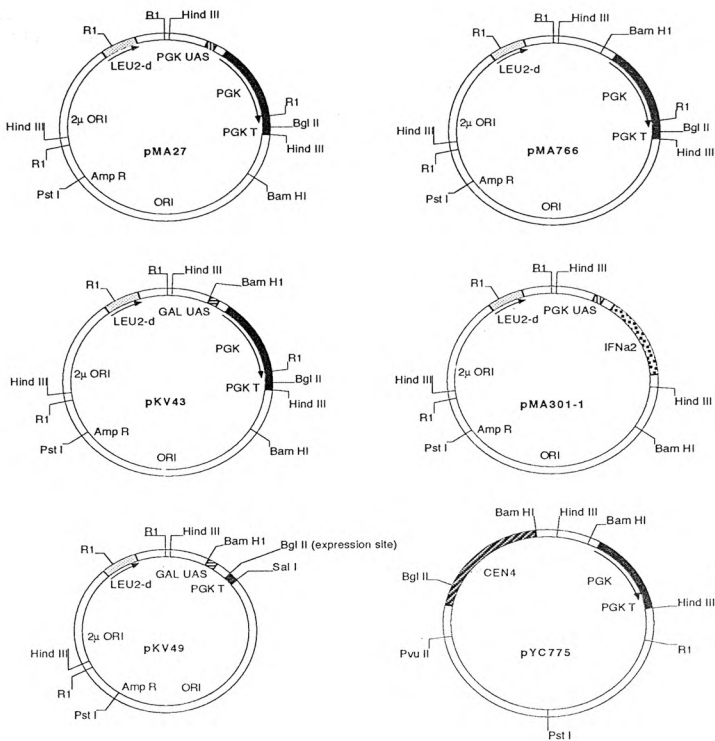 R1 Hind III
R1
LEU2-d
PGK UAS
PGK
R1
Bgl II
PGK T
Hind III
Hind III
2μ ORI
R1
pMA27
Pst I
Amp R
ORI
Bam HI
R1 Hind III
R1
Bam H1
LEU2-d
PGK
R1
Bgl II
PGK T
Hind III
Hind III
2μ ORI
R1
pMA766
Pst I
Amp R
ORI
R1 Hind III
R1
Bam H1
LEU2-d
GAL UAS
PGK
R1
Bgl II
PGK T
Hind III
Hind III
2μ ORI
R1
pKV43
Pst I
Amp R
ORI
Bam HI
R1 Hind III
R1
LEU2-d
PGK UAS
IFNa2
Hind III
Hind III
2μ ORI
R1
pMA301-1
Pst I
Amp R
ORI
Bam HI
R1 Hind III
R1
Bam H1
Bgl II (expression site)
LEU2-d
GAL UAS
Sal I
PGK T
2μ ORI
Hind III
R1
pKV49
Pst I
Amp R
ORI
Bam HI
Hind III
Bam HI
Bgl II
CEN4
PGK
PGK T
Hind III
Pvu II
R1
pYC775
Pst I